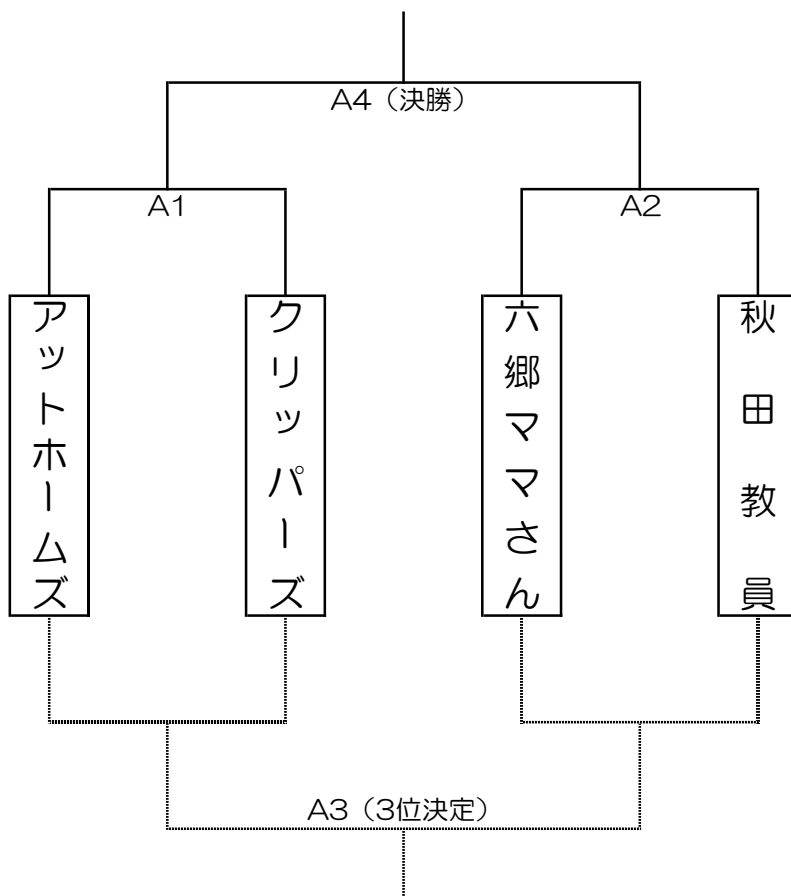 A4（決勝）
A1
A2
アットホームズ
クリッパーズ
六郷ママさん
秋田教員
A3（3位決定）